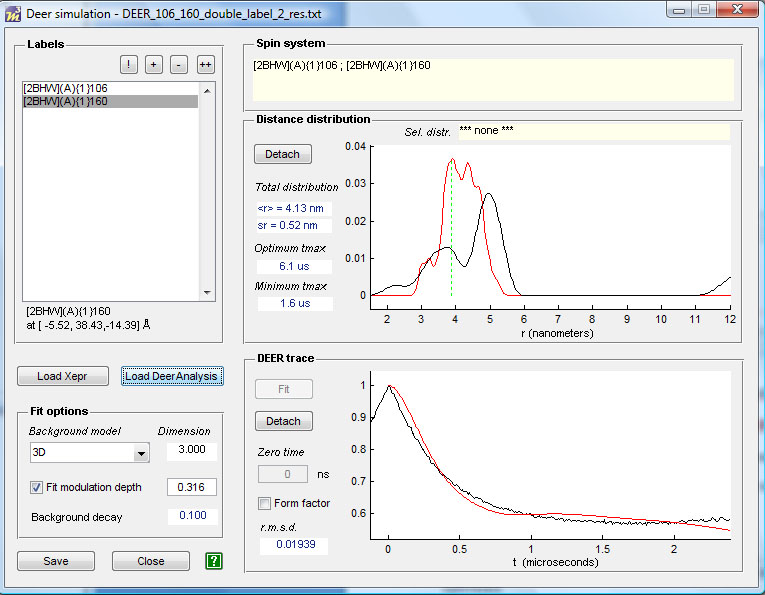 Deer simulation - DEER_106_160_double_label_2_res.txt
Labels
! + - ++
[2BHW](A){1}106
[2BHW](A){1}160
[2BHW](A){1}160
at [ -5.52, 38.43,-14.39] Å
Load Xepr
Load DeerAnalysis
Fit options
Background model Dimension
3D 3.000
Fit modulation depth 0.316
Background decay 0.100
Save Close ?
Spin system
[2BHW](A){1}106 ; [2BHW](A){1}160
Distance distribution
Sel. distr. *** none ***
Detach
Total distribution
<r> = 4.13 nm
sr = 0.52 nm
Optimum tmax
6.1 us
Minimum tmax
1.6 us
0.04
0.03
0.02
0.01
0
2 3 4 5 6 7 8 9 10 11 12
r (nanometers)
DEER trace
Fit
Detach
Zero time
0 ns
Form factor
r.m.s.d.
0.01939
1
0.9
0.8
0.7
0.6
0 0.5 1 1.5 2
t (microseconds)